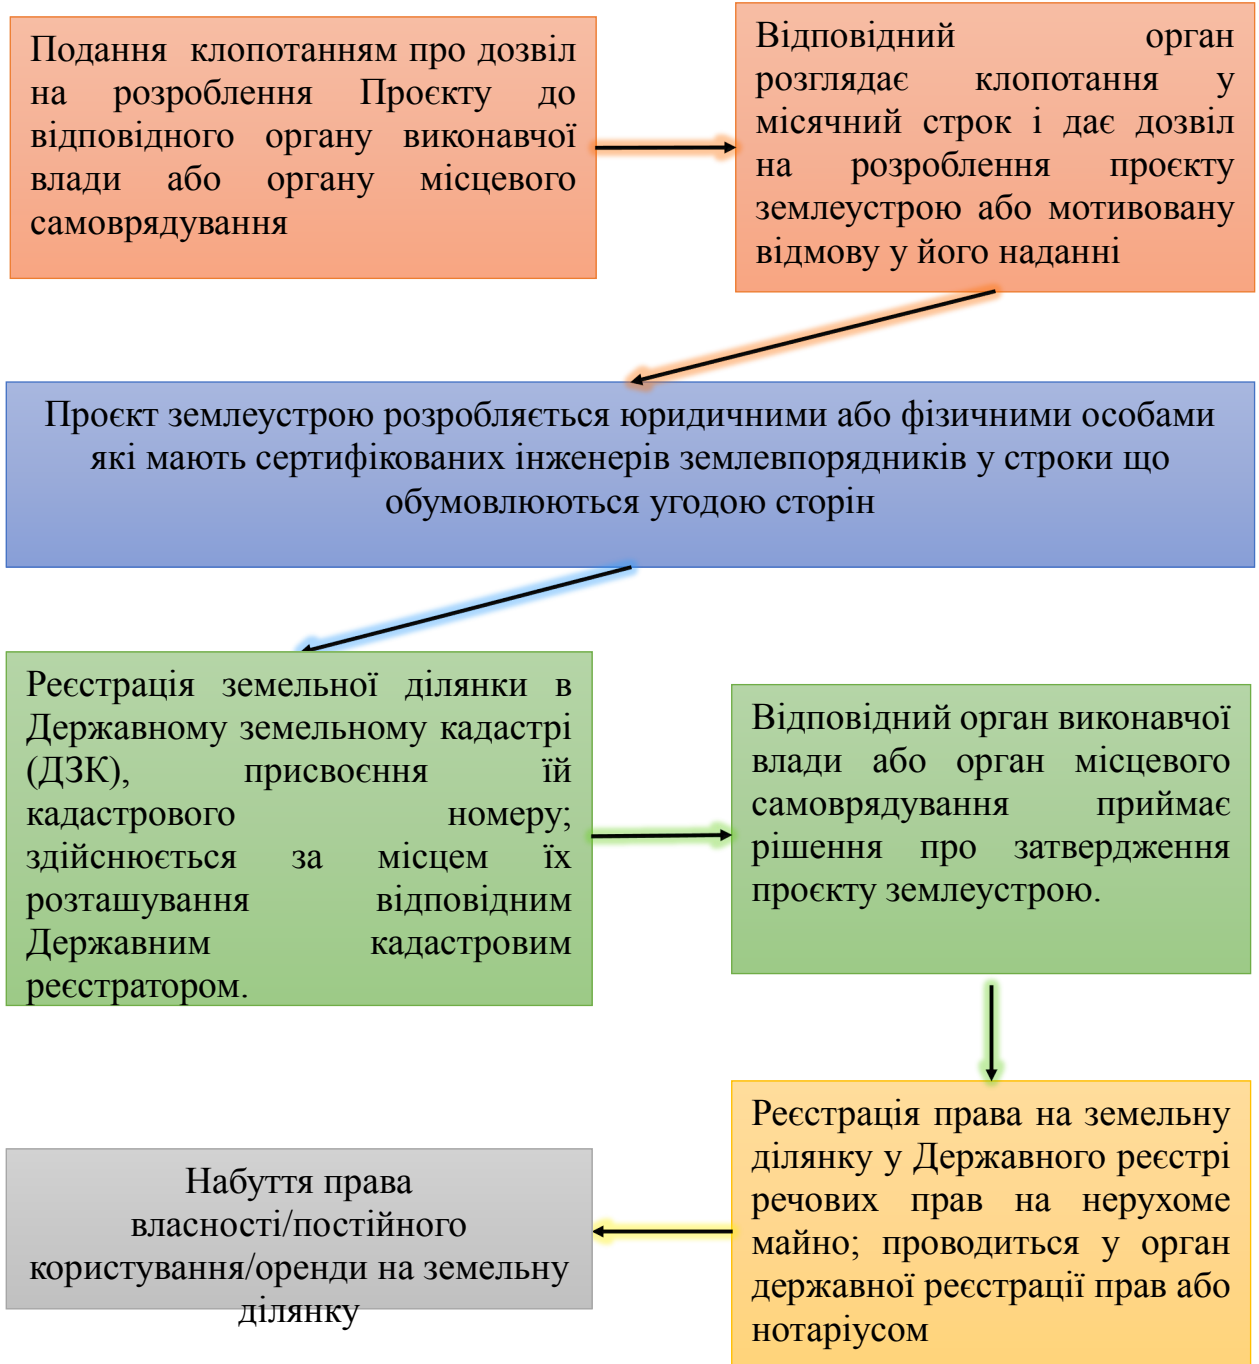 Подання клопотанням про дозвіл
на розроблення Проєкту до
відповідного органу виконавчої
влади або органу місцевого
самоврядування
Відповідний орган
розглядає клопотання у
місячний строк і дає дозвіл
на розроблення проєкту
землеустрою або мотивовану
відмову у його наданні
Проєкт землеустрою розробляється юридичними або фізичними особами
які мають сертифікованих інженерів землевпорядників у строки що
обумовлюються угодою сторін
Реєстрація земельної ділянки в
Державному земельному кадастрі
(ДЗК), присвоєння їй
кадастрового номеру;
здійснюється за місцем їх
розташування відповідним
Державним кадастровим
реєстратором.
Відповідний орган виконавчої
влади або орган місцевого
самоврядування приймає
рішення про затвердження
проєкту землеустрою.
Реєстрація права на земельну
ділянку у Державного реєстрі
речових прав на нерухоме
майно; проводиться у орган
державної реєстрації прав або
нотаріусом
Набуття права
власності/постійного
користування/оренди на земельну
ділянку